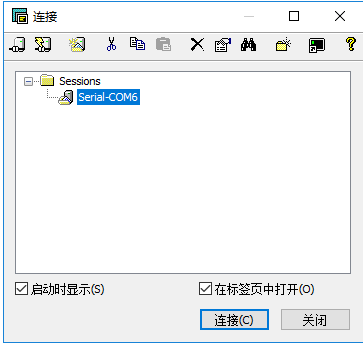 连接
Sessions
Serial-COM6
启动时显示(S)
在标签页中打开(O)
连接(C)
关闭